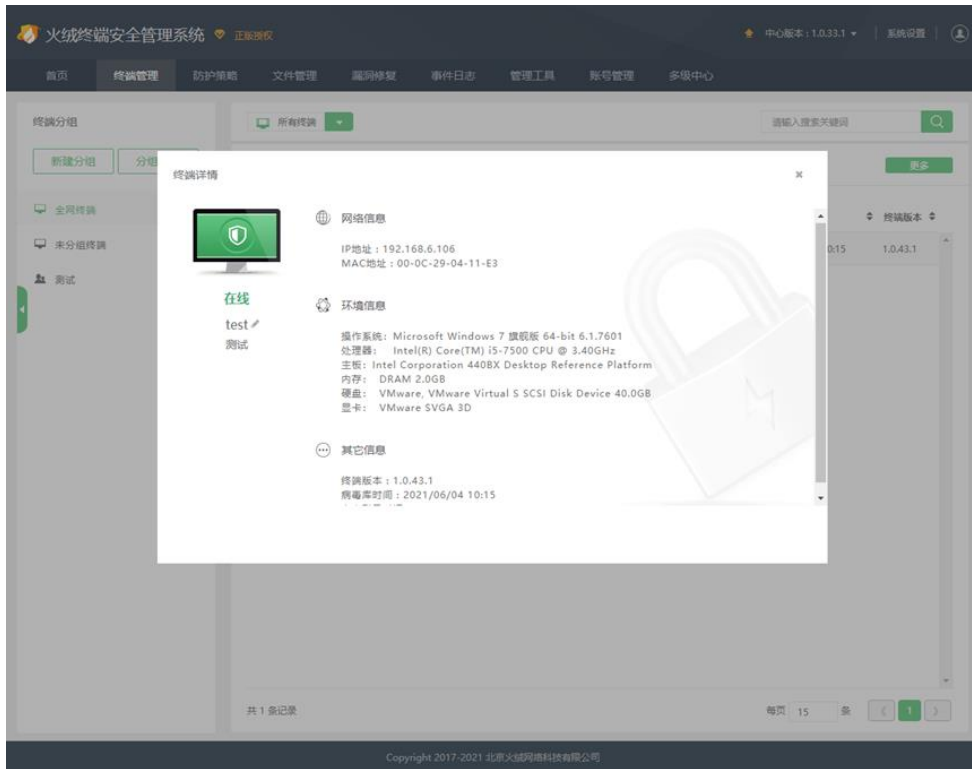 火绒终端安全管理系统 正版授权 中心版本：1.0.33.1 系统设置
首页 终端管理 防护策略 文件管理 漏洞修复 事件日志 管理工具 账号管理 多级中心
终端分组
所有终端
请输入搜索关键词
新建分组 分组
更多
终端详情
全网终端
未分组终端
测试
终端版本
0:15 1.0.43.1
在线
test
测试
网络信息
IP地址：192.168.6.106
MAC地址：00-0C-29-04-11-E3
环境信息
操作系统: Microsoft Windows 7 旗舰版 64-bit 6.1.7601
处理器: Intel(R) Core(TM) i5-7500 CPU @ 3.40GHz
主板: Intel Corporation 440BX Desktop Reference Platform
内存: DRAM 2.0GB
硬盘: VMware, VMware Virtual S SCSI Disk Device 40.0GB
显卡: VMware SVGA 3D
其它信息
终端版本：1.0.43.1
病毒库时间：2021/06/04 10:15
共 1 条记录
每页 15 条 1
Copyright 2017-2021 北京火绒网络科技有限公司